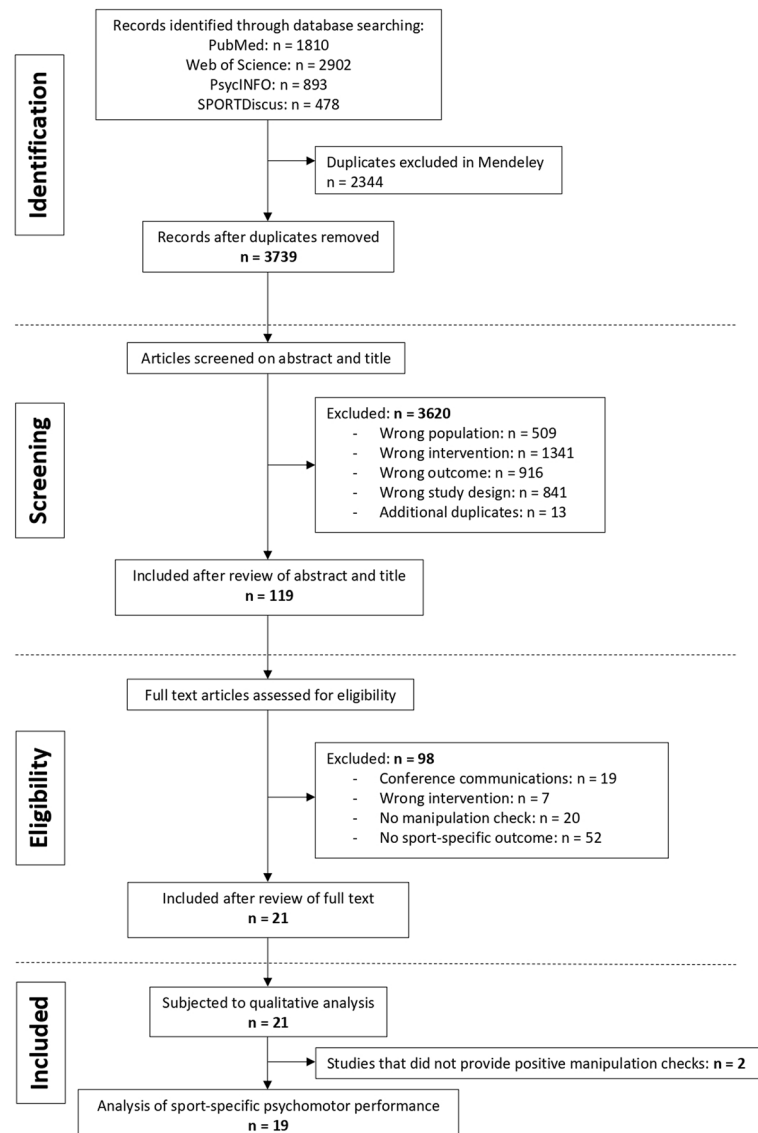 Records identified through database searching:
PubMed: n = 1810
Web of Science: n = 2902
PsycINFO: n = 893
SPORTDiscus: n = 478
Identification
Duplicates excluded in Mendeley
n = 2344
Records after duplicates removed
n = 3739
Articles screened on abstract and title
Screening
Excluded: n = 3620
- Wrong population: n = 509
- Wrong intervention: n = 1341
- Wrong outcome: n = 916
- Wrong study design: n = 841
- Additional duplicates: n = 13
Included after review of abstract and title
n = 119
Full text articles assessed for eligibility
Eligibility
Excluded: n = 98
- Conference communications: n = 19
- Wrong intervention: n = 7
- No manipulation check: n = 20
- No sport-specific outcome: n = 52
Included after review of full text
n = 21
Included
Subjected to qualitative analysis
n = 21
Studies that did not provide positive manipulation checks: n = 2
Analysis of sport-specific psychomotor performance
n = 19